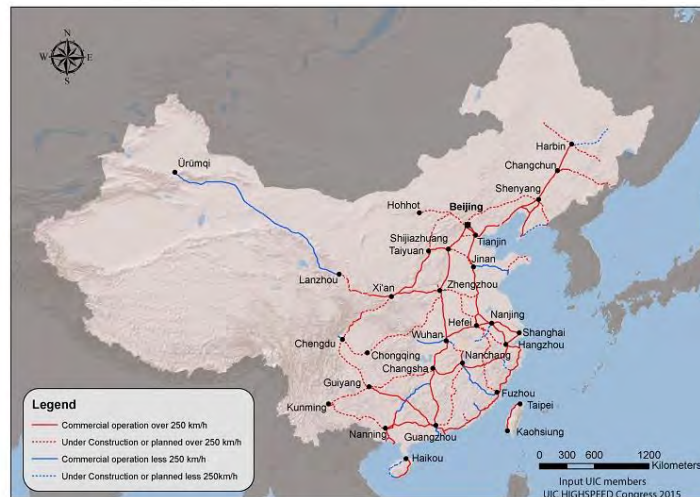 N
W E
S
Harbin
Changchun
Ürümqi
Shenyang
Hohhot
Beijing
Shijiazhuang
Tianjin
Taiyuan
Jinan
Lanzhou
Xi'an
Zhengzhou
Nanjing
Hefei
Shanghai
Wuhan
Hangzhou
Chengdu
Chongqing
Nanchang
Changsha
Guiyang
Fuzhou
Kunming
Taipei
Nanning
Guangzhou
Kaohsiung
Haikou
Legend
Commercial operation over 250 km/h
Under Construction or planned over 250 km/h
Commercial operation less 250 km/h
Under Construction or planned less 250km/h
0 300 600 1200
Kilometers
Input UIC members
UIC HIGHSPEED Congress 2015